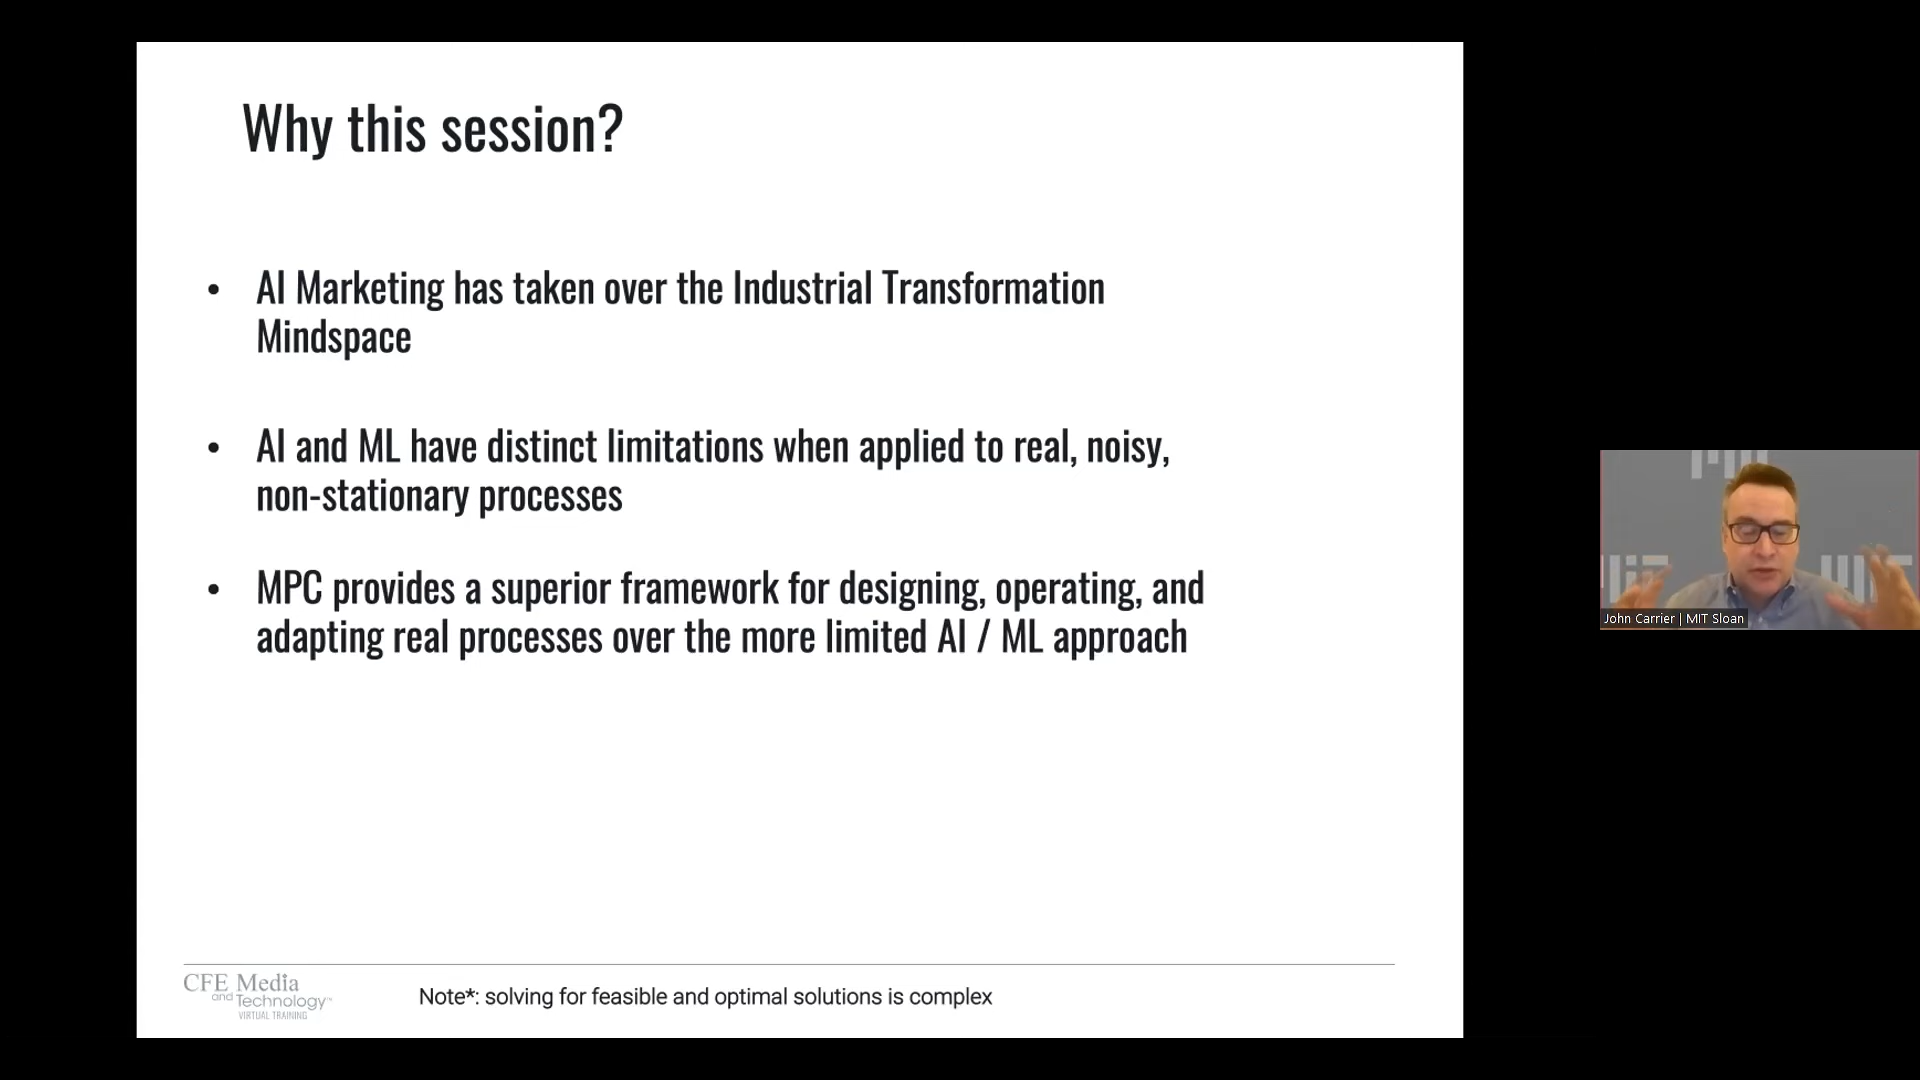 Why this session?
• AI Marketing has taken over the Industrial Transformation
Mindspace
• AI and ML have distinct limitations when applied to real, noisy,
non-stationary processes
• MPC provides a superior framework for designing, operating, and
adapting real processes over the more limited AI / ML approach
John Carrier | MIT Sloan
CFE Media
and Technology™
VIRTUAL TRAINING
Note*: solving for feasible and optimal solutions is complex